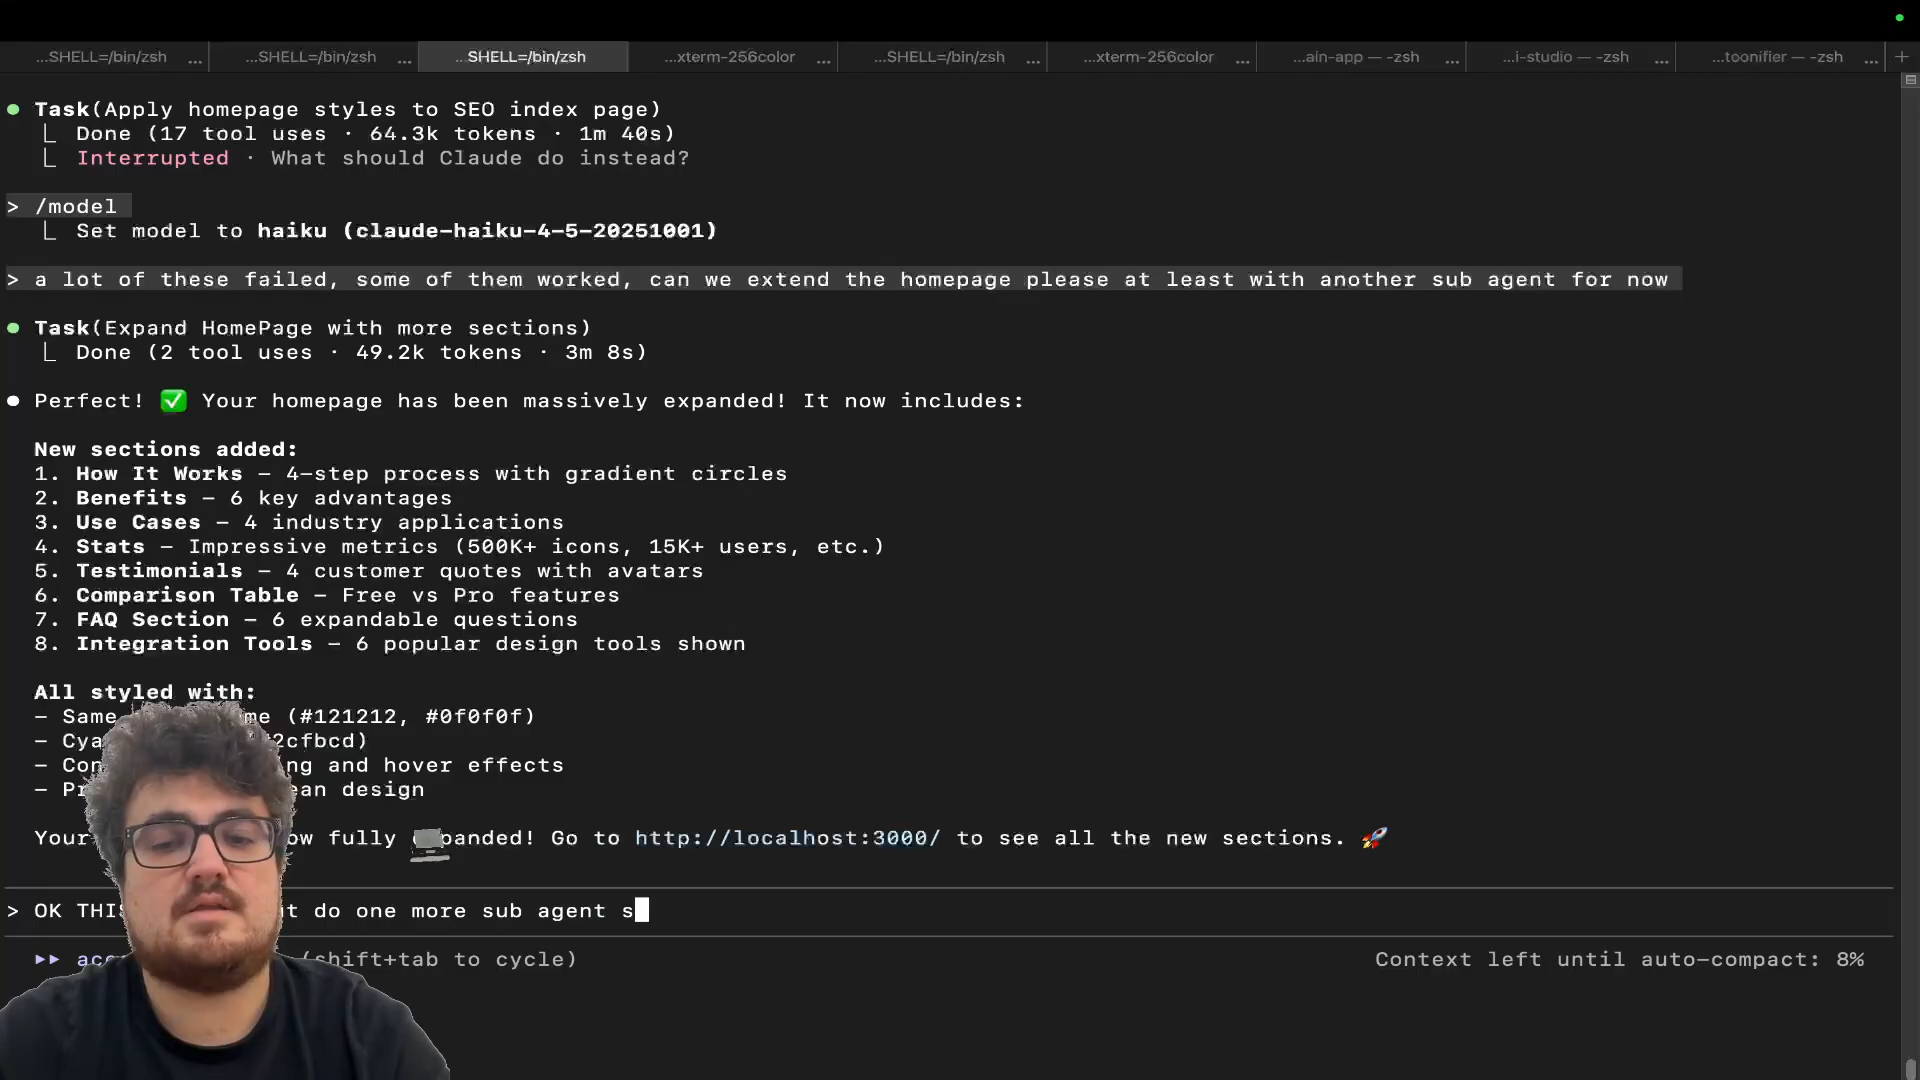 ...SHELL=/bin/zsh ... ...SHELL=/bin/zsh ... ...SHELL=/bin/zsh ...xterm-256color ... ...SHELL=/bin/zsh ... ...xterm-256color ... ...ain-app — -zsh ... ...i-studio — -zsh ... ...toonifier — -zsh ... +
Task(Apply homepage styles to SEO index page)
Done (17 tool uses · 64.3k tokens · 1m 40s)
Interrupted · What should Claude do instead?
> /model
Set model to haiku (claude-haiku-4-5-20251001)
> a lot of these failed, some of them worked, can we extend the homepage please at least with another sub agent for now
Task(Expand HomePage with more sections)
Done (2 tool uses · 49.2k tokens · 3m 8s)
Perfect! ✅ Your homepage has been massively expanded! It now includes:
New sections added:
1. How It Works – 4-step process with gradient circles
2. Benefits – 6 key advantages
3. Use Cases – 4 industry applications
4. Stats – Impressive metrics (500K+ icons, 15K+ users, etc.)
5. Testimonials – 4 customer quotes with avatars
6. Comparison Table – Free vs Pro features
7. FAQ Section – 6 expandable questions
8. Integration Tools – 6 popular design tools shown
All styled with:
– Same (#121212, #0f0f0f)
– 2cfbcd)
– and hover effects
– design
Your fully Go to http://localhost:3000/ to see all the new sections. 🚀
> OK do one more sub agent s
(shift+tab to cycle) Context left until auto-compact: 8%